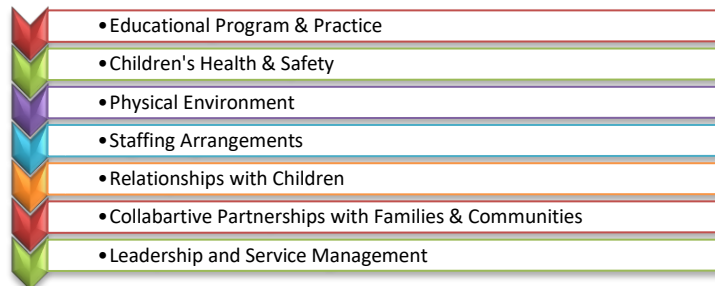 •Educational Program & Practice
•Children's Health & Safety
•Physical Environment
•Staffing Arrangements
•Relationships with Children
•Collabartive Partnerships with Families & Communities
•Leadership and Service Management